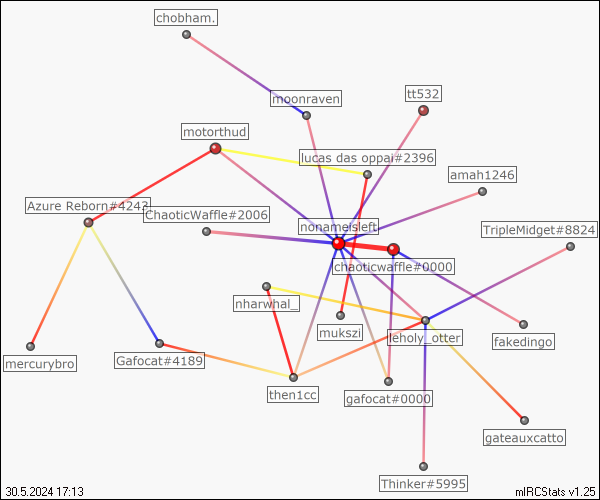 chobham.
tt532
moonraven
motorthud
lucas das oppai#2396
amah1246
Azure Reborn#4243
ChaoticWaffle#2006
nonameisleft
TripleMidget#8824
chaoticwaffle#0000
nharwhal_
mukszi
leholy_otter
fakedingo
mercurybro
Gafocat#4189
then1cc
gafocat#0000
gateauxcatto
Thinker#5995
30.5.2024 17:13
mIRCStats v1.25